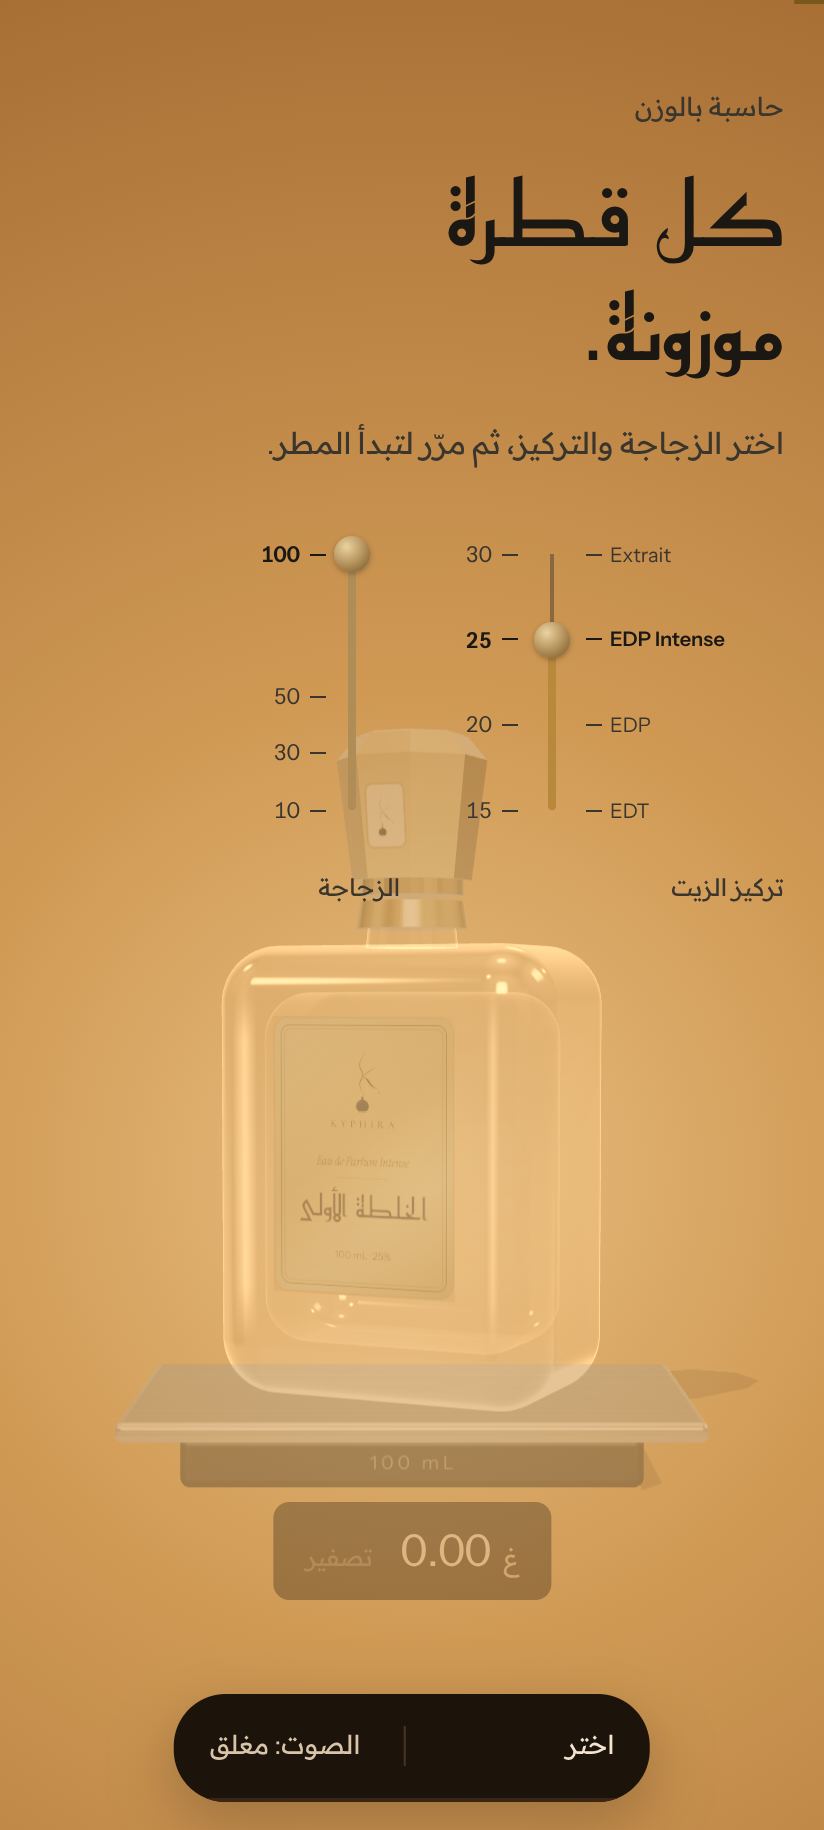 حاسبة بالوزن
كل قطرة
موزونة.
اختر الزجاجة والتركيز، ثم مرّر لتبدأ المطر.
Extrait
30
EDP Intense
25
EDP
20
EDT
15
تركيز الزيت
100
50
30
10
الزجاجة
KYPHIRA
Eau de Parfum Intense
الخلطة الأولى
100 mL · 25%
100 mL
غ 0.00 تصفير
اختر
الصوت: مغلق